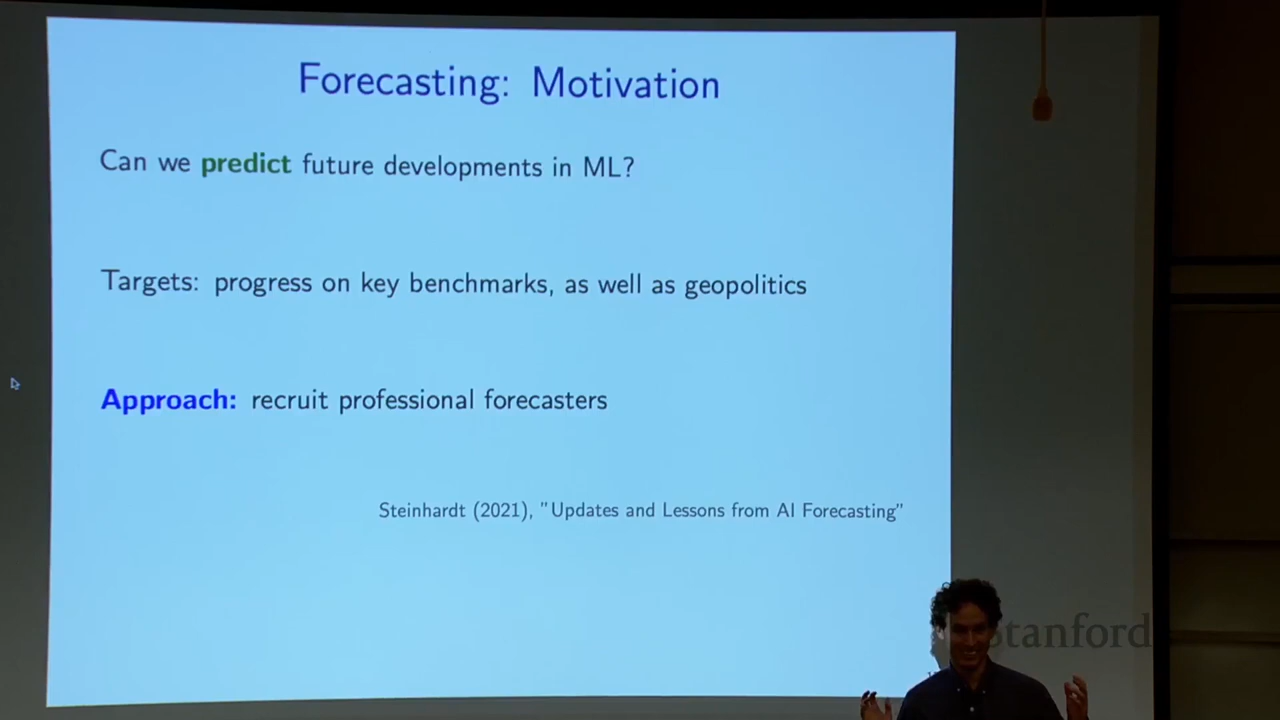 Forecasting: Motivation
Can we predict future developments in ML?
Targets: progress on key benchmarks, as well as geopolitics
Approach: recruit professional forecasters
Steinhardt (2021), "Updates and Lessons from AI Forecasting"
Stanford